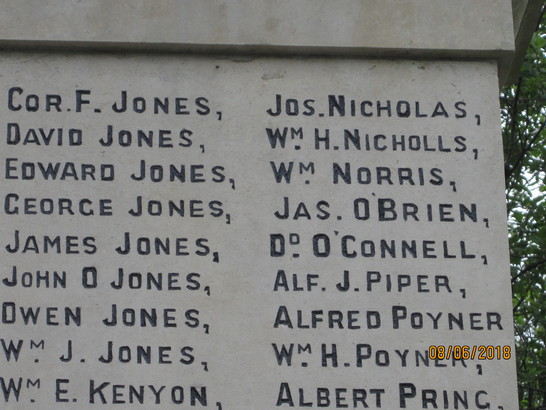 COR. F. JONES,
DAVID JONES,
EDWARD JONES,
GEORGE JONES,
JAMES JONES,
JOHN O JONES,
OWEN JONES,
Wᴹ J. JONES,
Wᴹ E. KENYON,
JOS. NICHOLAS,
Wᴹ H. NICHOLLS,
Wᴹ NORRIS,
JAS. O'BRIEN,
Dᴼ O'CONNELL,
ALF. J. PIPER,
ALFRED POYNER
Wᴹ H. POYNER,
ALBERT PRING,
08/06/2018